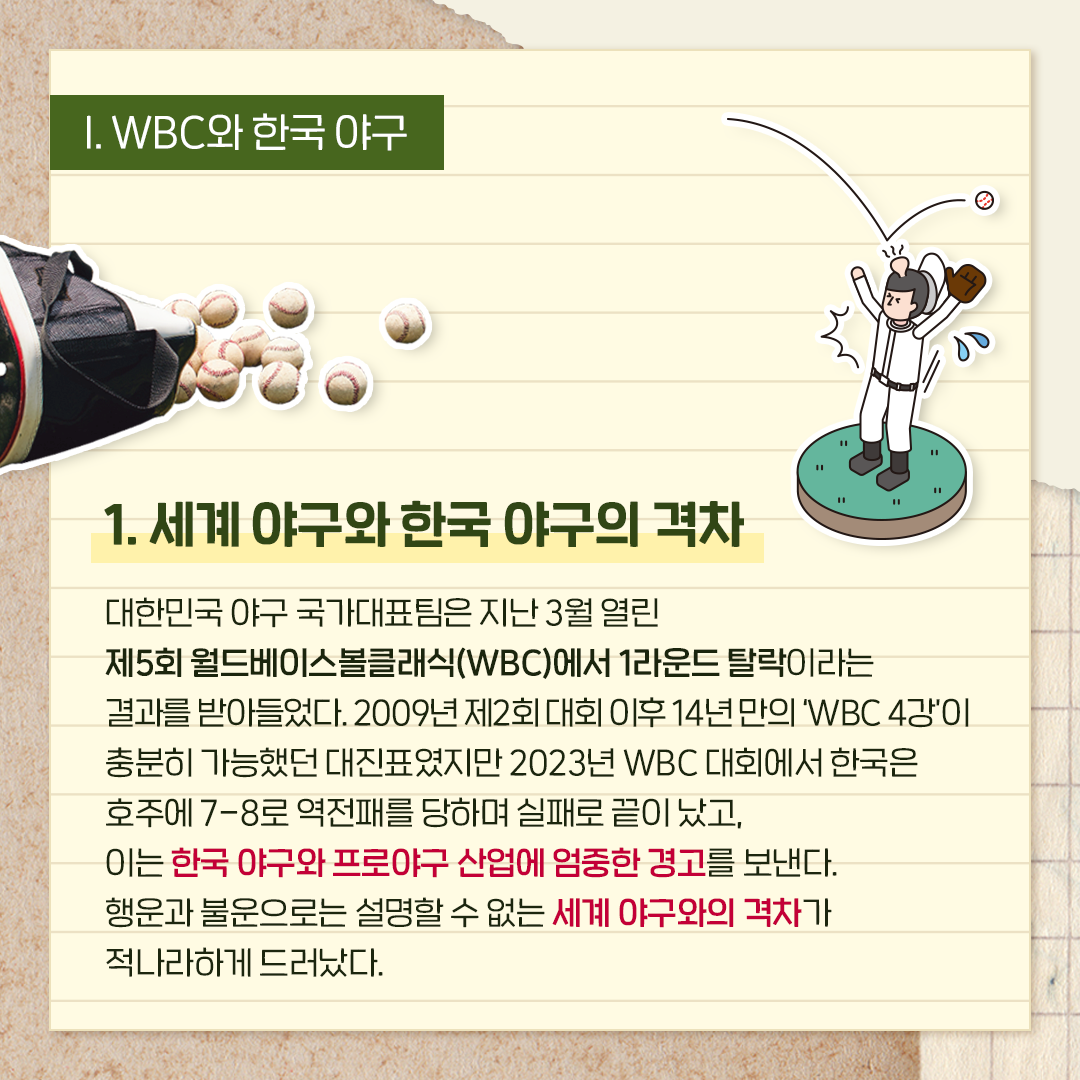 I. WBC와 한국 야구
1. 세계 야구와 한국 야구의 격차
대한민국 야구 국가대표팀은 지난 3월 열린
제5회 월드베이스볼클래식(WBC)에서 1라운드 탈락이라는
결과를 받아들었다. 2009년 제2회 대회 이후 14년 만의 'WBC 4강'이
충분히 가능했던 대진표였지만 2023년 WBC 대회에서 한국은
호주에 7-8로 역전패를 당하며 실패로 끝이 났고,
이는 한국 야구와 프로야구 산업에 엄중한 경고를 보낸다.
행운과 불운으로는 설명할 수 없는 세계 야구와의 격차가
적나라하게 드러났다.